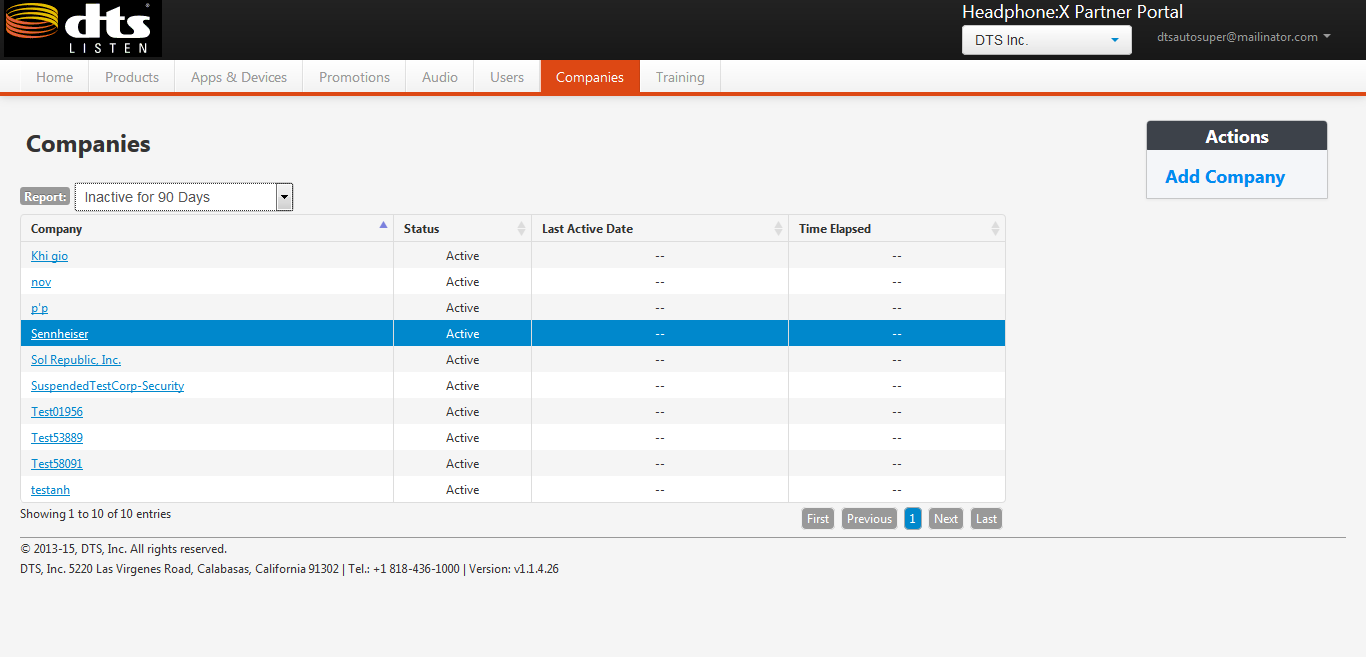 dts®
LISTEN
Headphone:X Partner Portal
DTS Inc.
dtsautosuper@mailinator.com
Home Products Apps & Devices Promotions Audio Users Companies Training
Companies
Actions
Add Company
Report: Inactive for 90 Days
Company Status Last Active Date Time Elapsed
Khi gio Active -- --
nov Active -- --
p'p Active -- --
Sennheiser Active -- --
Sol Republic, Inc. Active -- --
SuspendedTestCorp-Security Active -- --
Test01956 Active -- --
Test53889 Active -- --
Test58091 Active -- --
testanh Active -- --
Showing 1 to 10 of 10 entries
First Previous 1 Next Last
© 2013-15, DTS, Inc. All rights reserved.
DTS, Inc. 5220 Las Virgenes Road, Calabasas, California 91302 | Tel.: +1 818-436-1000 | Version: v1.1.4.26